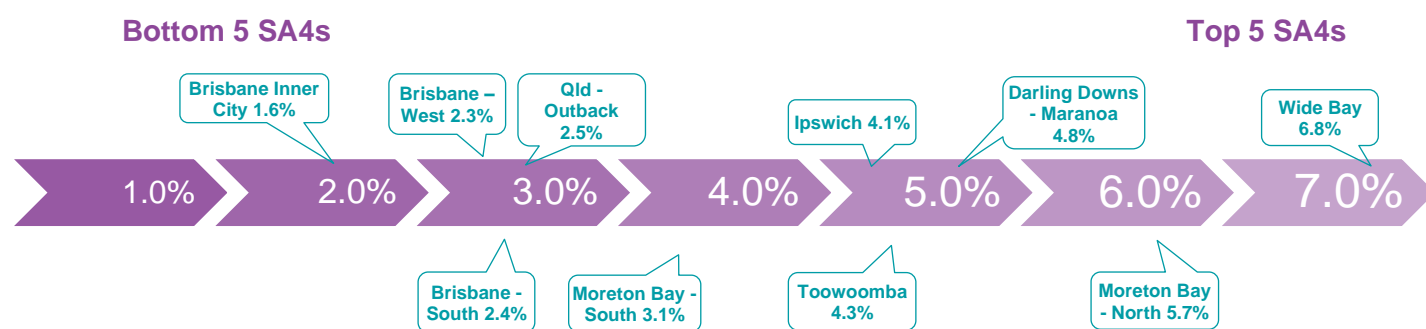 Bottom 5 SA4s
Top 5 SA4s
Brisbane Inner
City 1.6%
Brisbane –
West 2.3%
Qld -
Outback
2.5%
Ipswich 4.1%
Darling Downs
- Maranoa
4.8%
Wide Bay
6.8%
1.0%
2.0%
3.0%
4.0%
5.0%
6.0%
7.0%
Brisbane -
South 2.4%
Moreton Bay -
South 3.1%
Toowoomba
4.3%
Moreton Bay
- North 5.7%